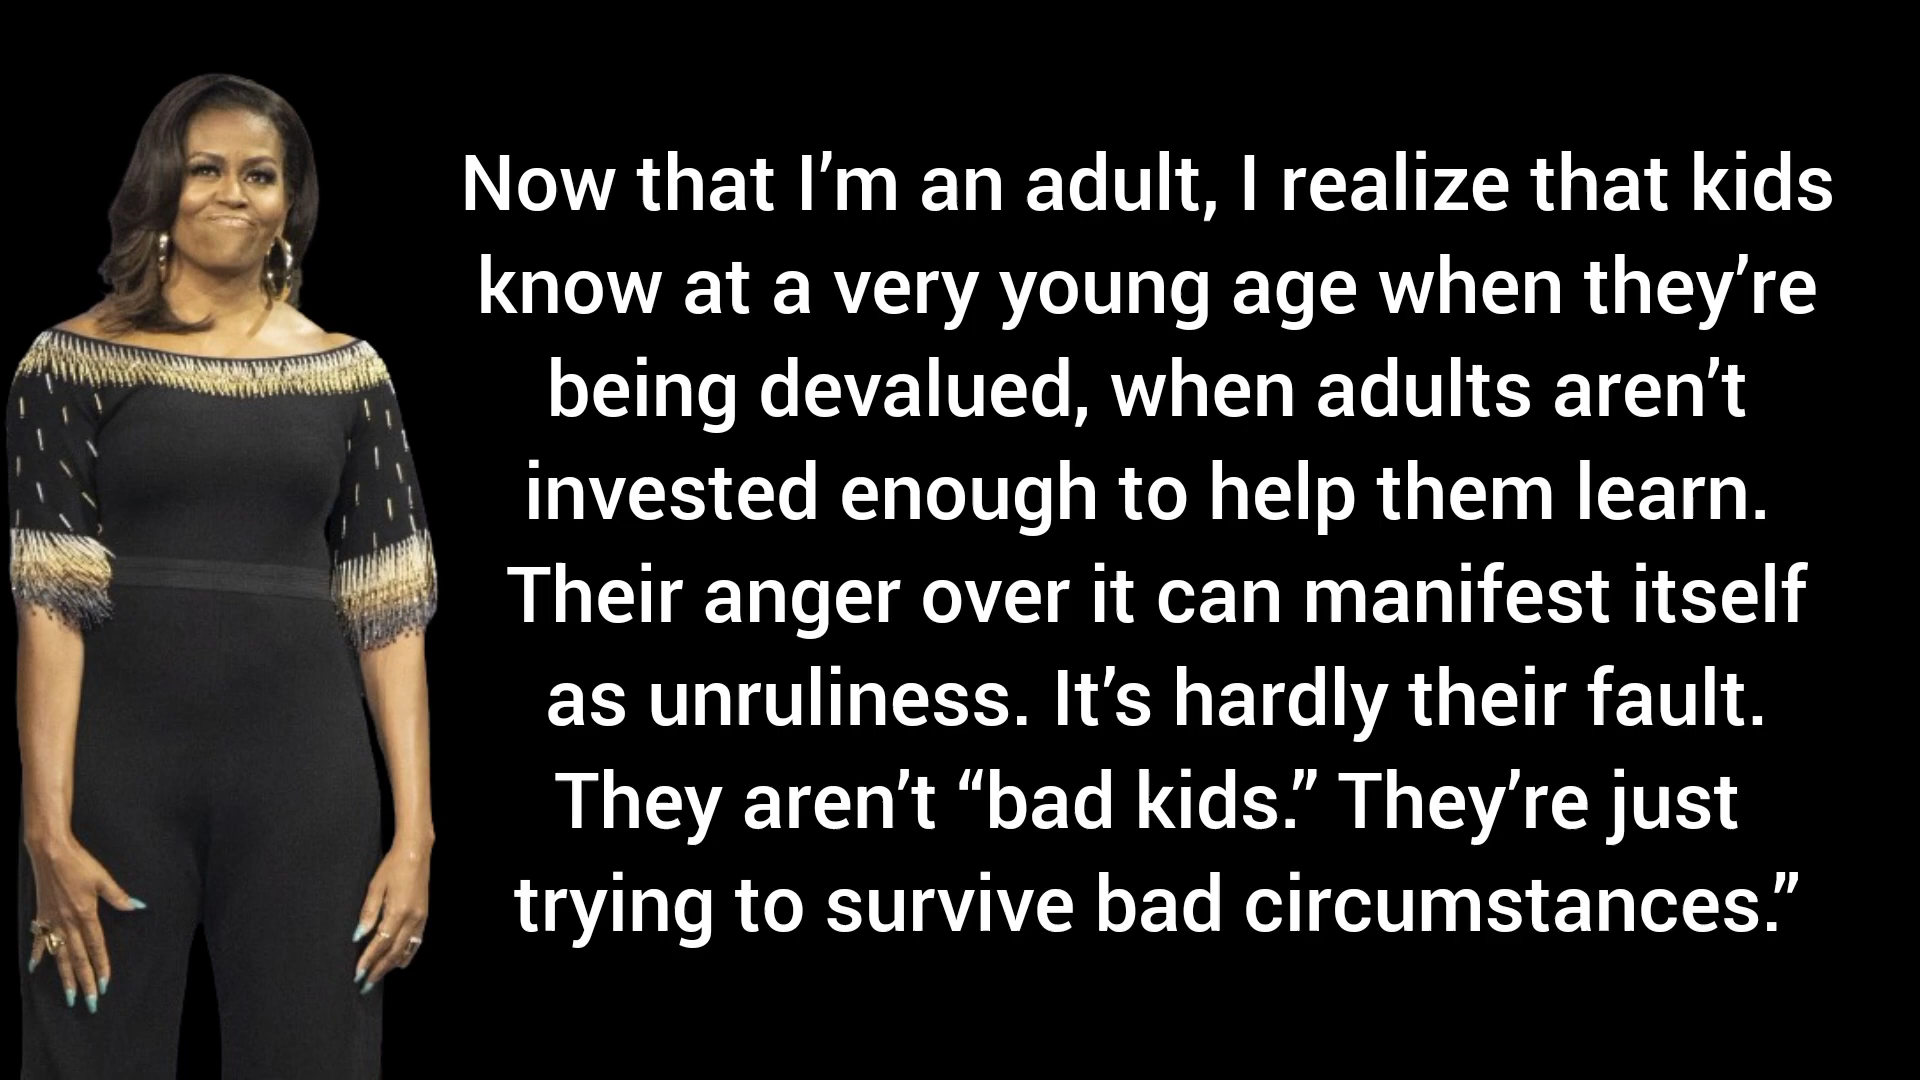 Now that I’m an adult, I realize that kids
know at a very young age when they’re
being devalued, when adults aren’t
invested enough to help them learn.
Their anger over it can manifest itself
as unruliness. It’s hardly their fault.
They aren’t “bad kids.” They’re just
trying to survive bad circumstances.”